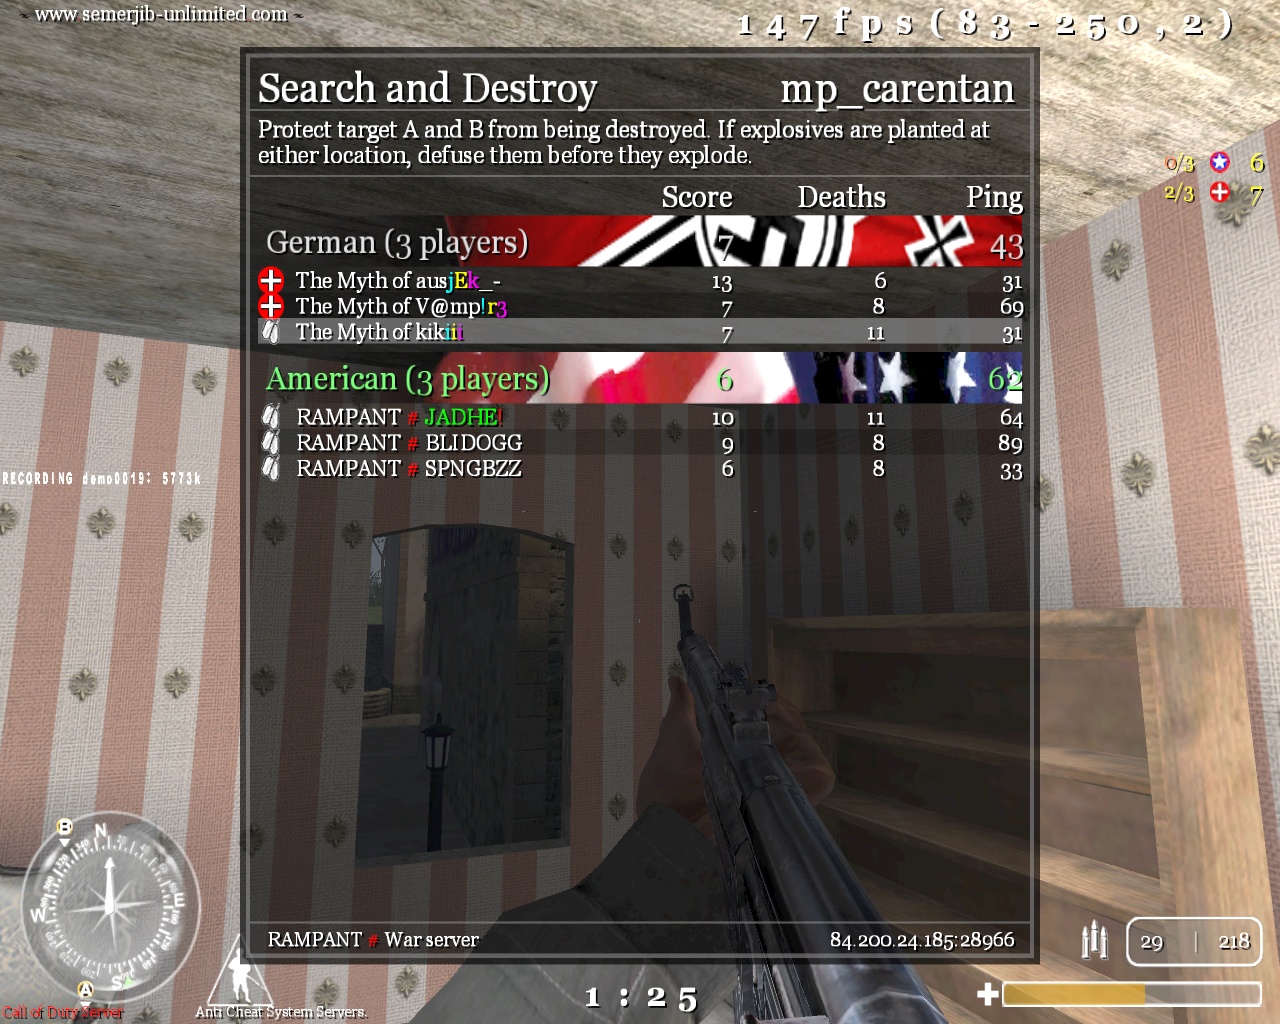 ~ www.semerjib-unlimited.com ~
147fps(83-250,2)
Search and Destroy mp_carentan
Protect target A and B from being destroyed. If explosives are planted at
either location, defuse them before they explode.
0/3 6
2/3 7
Score Deaths Ping
German (3 players) 7 43
The Myth of ausjEk_- 13 6 31
The Myth of V@mp!r3 7 8 69
The Myth of kikiii 7 11 31
American (3 players) 6 62
RAMPANT # JADHE! 10 11 64
RAMPANT # BLIDOGG 9 8 89
RAMPANT # SPNGBZZ 6 8 33
RECORDING demo0019: 5773k
B
N
W
E
S
A
RAMPANT # War server 84.200.24.185:28966
29 | 218
1:25
Call of Duty Server
Anti Cheat System Servers.